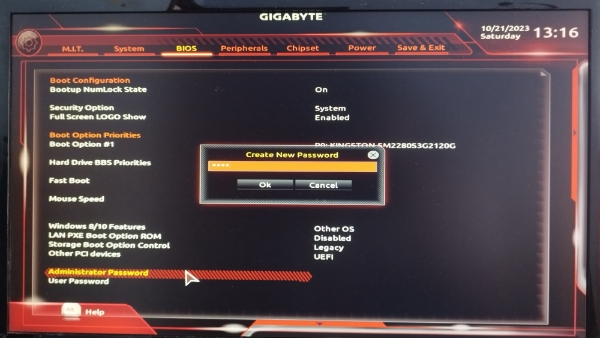 GIGABYTE
10/21/2023 Saturday 13:16
M.I.T. System BIOS Peripherals Chipset Power Save & Exit
Boot Configuration
Bootup NumLock State On
Security Option System
Full Screen LOGO Show Enabled
Boot Option Priorities
Boot Option #1 P0: KINGSTON SM2280S3G2120G
Create New Password
****
Ok Cancel
Hard Drive BBS Priorities
Fast Boot
Mouse Speed
Windows 8/10 Features Other OS
LAN PXE Boot Option ROM Disabled
Storage Boot Option Control Legacy
Other PCI devices UEFI
Administrator Password
User Password
Help